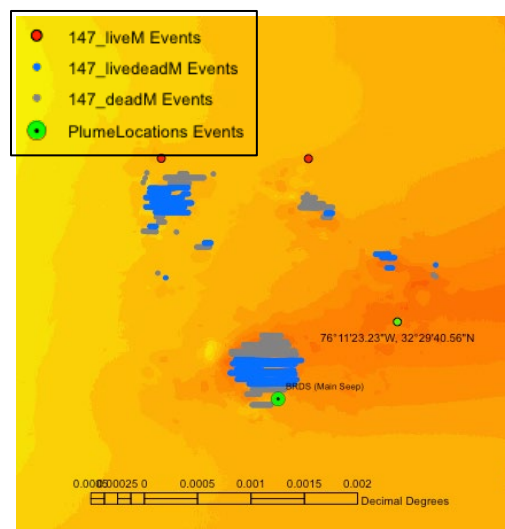 147_liveM Events
147_livedeadM Events
147_deadM Events
PlumeLocations Events
76°11'23.23"W, 32°29'40.56"N
BRDS (Main Seep)
0.0005 0.00025 0 0.0005 0.001 0.0015 0.002
Decimal Degrees